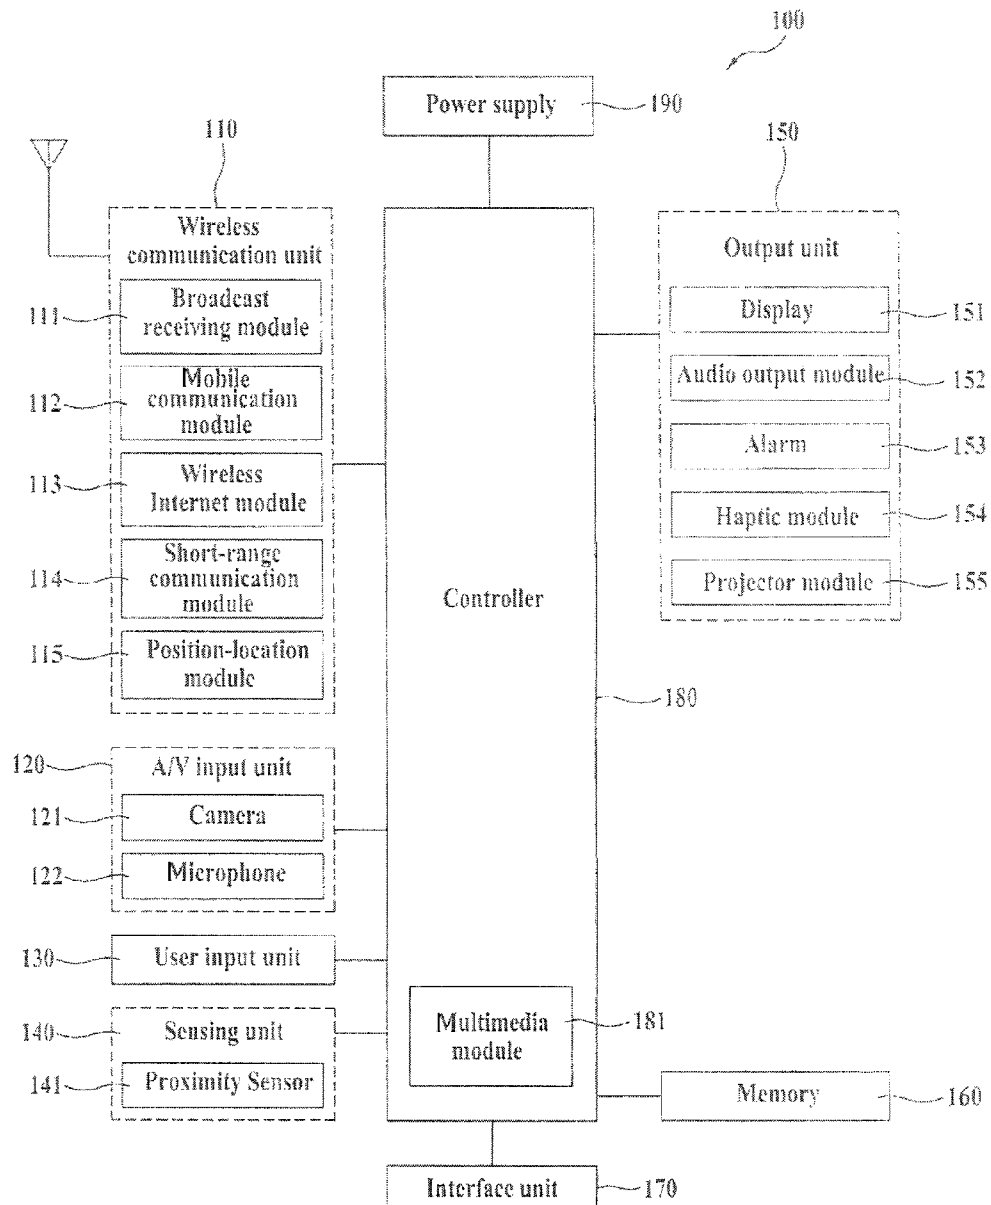 100
Power supply
190
110
150
Wireless
communication unit
Output unit
111
Broadcast
receiving module
Display
151
112
Mobile
communication
module
Audio output module
152
Alarm
153
113
Wireless
Internet module
Haptic module
154
114
Short-range
communication
module
Projector module
155
Controller
115
Position-location
module
180
120
A/V input unit
121
Camera
122
Microphone
130
User input unit
140
Sensing unit
141
Proximity Sensor
Multimedia
module
181
Memory
160
Interface unit
170